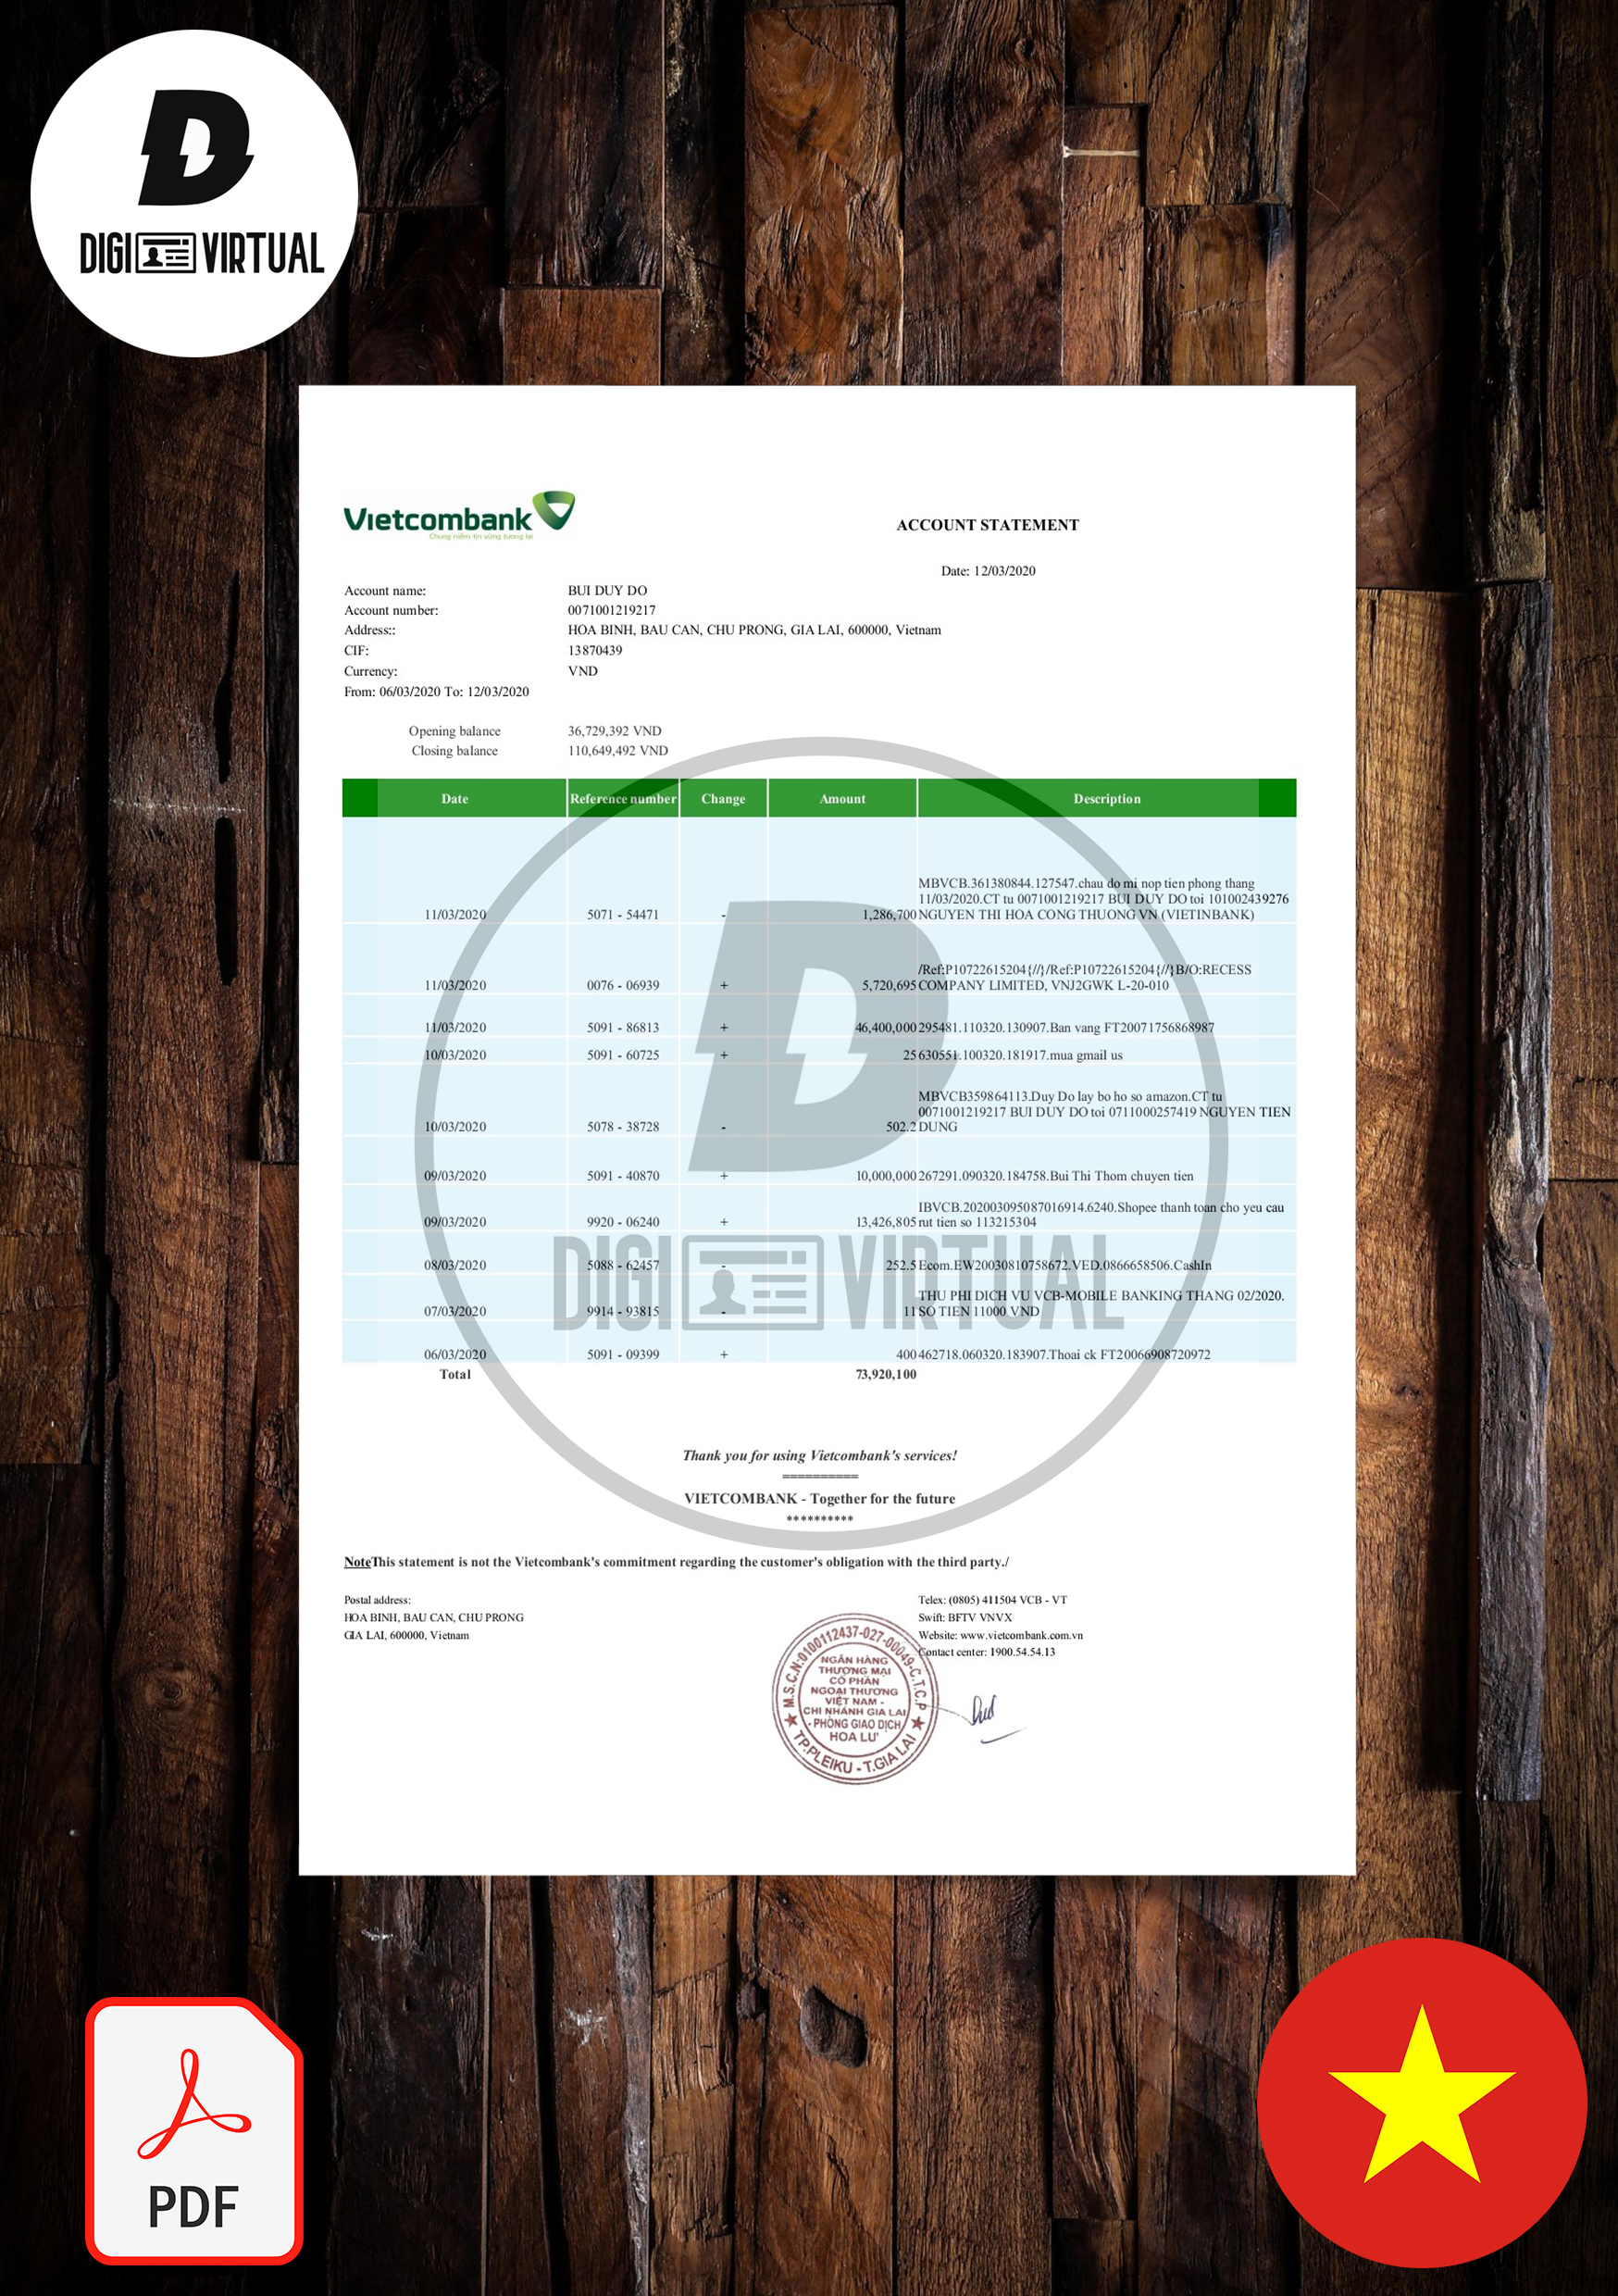 D
DIGI VIRTUAL
Vietcombank
Chung niềm tin vững tương lai
ACCOUNT STATEMENT
Date: 12/03/2020
Account name: BUI DUY DO
Account number: 0071001219217
Address:: HOA BINH, BAU CAN, CHU PRONG, GIA LAI, 600000, Vietnam
CIF: 13870439
Currency: VND
From: 06/03/2020 To: 12/03/2020
Opening balance 36,729,392 VND
Closing balance 110,649,492 VND
Date Reference number Change Amount Description
MBVCB.361380844.127547.chau do mi nop tien phong thang
11/03/2020.CT tu 0071001219217 BUI DUY DO toi 101002439276
11/03/2020 5071 - 54471 - 1,286,700 NGUYEN THI HOA CONG THUONG VN (VIETINBANK)
/Ref:P10722615204{//}/Ref:P10722615204{//}B/O:RECESS
11/03/2020 0076 - 06939 + 5,720,695 COMPANY LIMITED, VNJ2GWK L-20-010
11/03/2020 5091 - 86813 + 46,400,000 295481.110320.130907.Ban vang FT20071756868987
10/03/2020 5091 - 60725 + 25 630551.100320.181917.mua gmail us
MBVCB359864113.Duy Do lay bo ho so amazon.CT tu
0071001219217 BUI DUY DO toi 0711000257419 NGUYEN TIEN
10/03/2020 5078 - 38728 - 502.2 DUNG
09/03/2020 5091 - 40870 + 10,000,000 267291.090320.184758.Bui Thi Thom chuyen tien
IBVCB.202003095087016914.6240.Shopee thanh toan cho yeu cau
09/03/2020 9920 - 06240 + 13,426,805 rut tien so 113215304
08/03/2020 5088 - 62457 - 252.5 Ecom.EW20030810758672.VED.0866658506.CashIn
THU PHI DICH VU VCB-MOBILE BANKING THANG 02/2020.
07/03/2020 9914 - 93815 - 11 SO TIEN 11000 VND
06/03/2020 5091 - 09399 + 400 462718.060320.183907.Thoai ck FT20066908720972
Total 73,920,100
D
DIGI VIRTUAL
Thank you for using Vietcombank's services!
==========
VIETCOMBANK - Together for the future
**********
NoteThis statement is not the Vietcombank's commitment regarding the customer's obligation with the third party./
Postal address:
HOA BINH, BAU CAN, CHU PRONG
GIA LAI, 600000, Vietnam
Telex: (0805) 411504 VCB - VT
Swift: BFTV VNVX
Website: www.vietcombank.com.vn
Contact center: 1900.54.54.13
M.S.C.N:0100112437-027-00049-C.T.C.P
NGÂN HÀNG
THƯƠNG MẠI
CỔ PHẦN
NGOẠI THƯƠNG
VIỆT NAM -
CHI NHÁNH GIA LAI
- PHÒNG GIAO DỊCH
HOA LƯ
TP.PLEIKU - T.GIA LAI
PDF